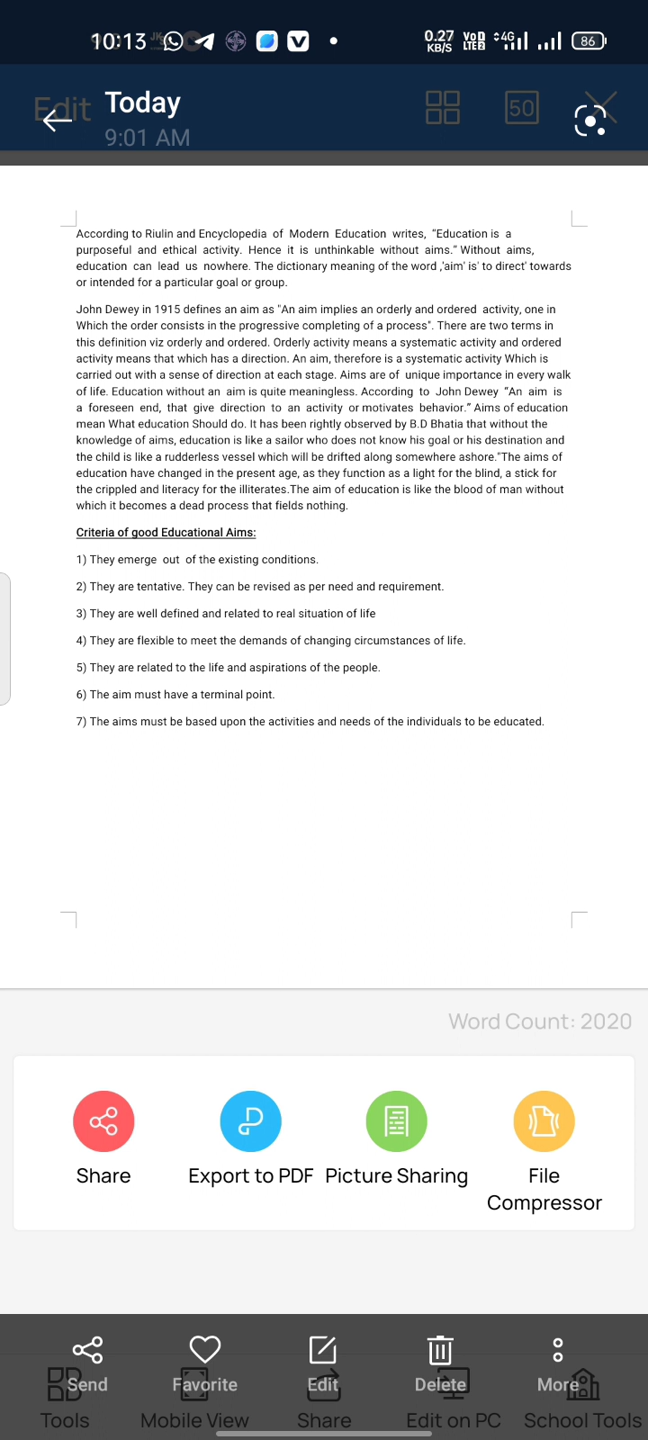 10:13
0.27 KB/S
VoD LTE2
4G
86
Edit
Today
50
9:01 AM
According to Riulin and Encyclopedia of Modern Education writes, “Education is a
purposeful and ethical activity. Hence it is unthinkable without aims.” Without aims,
education can lead us nowhere. The dictionary meaning of the word ,'aim' is' to direct' towards
or intended for a particular goal or group.
John Dewey in 1915 defines an aim as "An aim implies an orderly and ordered activity, one in
Which the order consists in the progressive completing of a process". There are two terms in
this definition viz orderly and ordered. Orderly activity means a systematic activity and ordered
activity means that which has a direction. An aim, therefore is a systematic activity Which is
carried out with a sense of direction at each stage. Aims are of unique importance in every walk
of life. Education without an aim is quite meaningless. According to John Dewey “An aim is
a foreseen end, that give direction to an activity or motivates behavior.” Aims of education
mean What education Should do. It has been rightly observed by B.D Bhatia that without the
knowledge of aims, education is like a sailor who does not know his goal or his destination and
the child is like a rudderless vessel which will be drifted along somewhere ashore."The aims of
education have changed in the present age, as they function as a light for the blind, a stick for
the crippled and literacy for the illiterates.The aim of education is like the blood of man without
which it becomes a dead process that fields nothing.
Criteria of good Educational Aims:
1) They emerge out of the existing conditions.
2) They are tentative. They can be revised as per need and requirement.
3) They are well defined and related to real situation of life
4) They are flexible to meet the demands of changing circumstances of life.
5) They are related to the life and aspirations of the people.
6) The aim must have a terminal point.
7) The aims must be based upon the activities and needs of the individuals to be educated.
Word Count: 2020
Share
Export to PDF
Picture Sharing
File
Compressor
Send
Favorite
Edit
Delete
More
Tools
Mobile View
Share
Edit on PC
School Tools